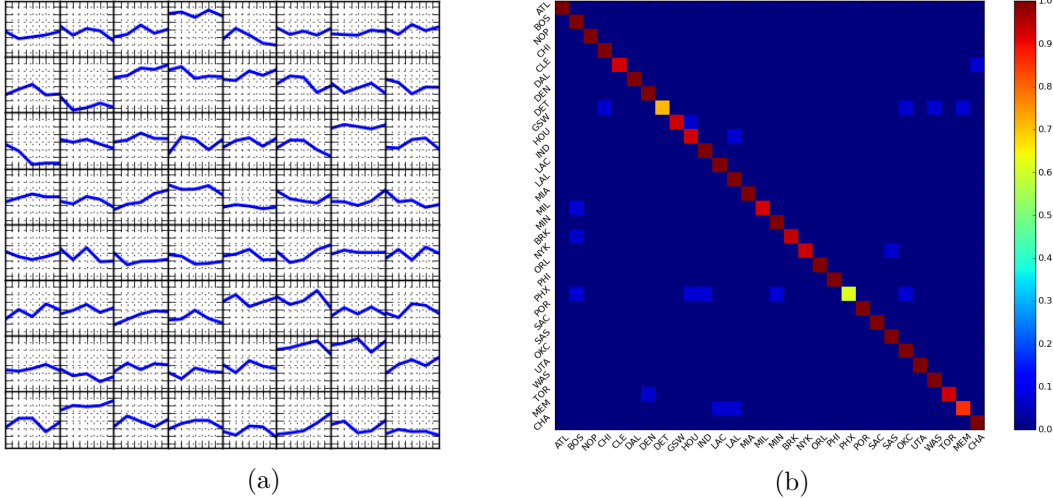 ATL
BOS
NOP
CHI
CLE
DAL
DEN
DET
GSW
HOU
IND
LAC
LAL
MIA
MIL
MIN
BRK
NYK
ORL
PHI
PHX
POR
SAC
SAS
OKC
UTA
WAS
TOR
MEM
CHA
ATL BOS NOP CHI CLE DAL DEN DET GSW HOU IND LAC LAL MIA MIL MIN BRK NYK ORL PHI PHX POR SAC SAS OKC UTA WAS TOR MEM CHA
1.0
0.9
0.8
0.7
0.6
0.5
0.4
0.3
0.2
0.1
0.0
(a)
(b)